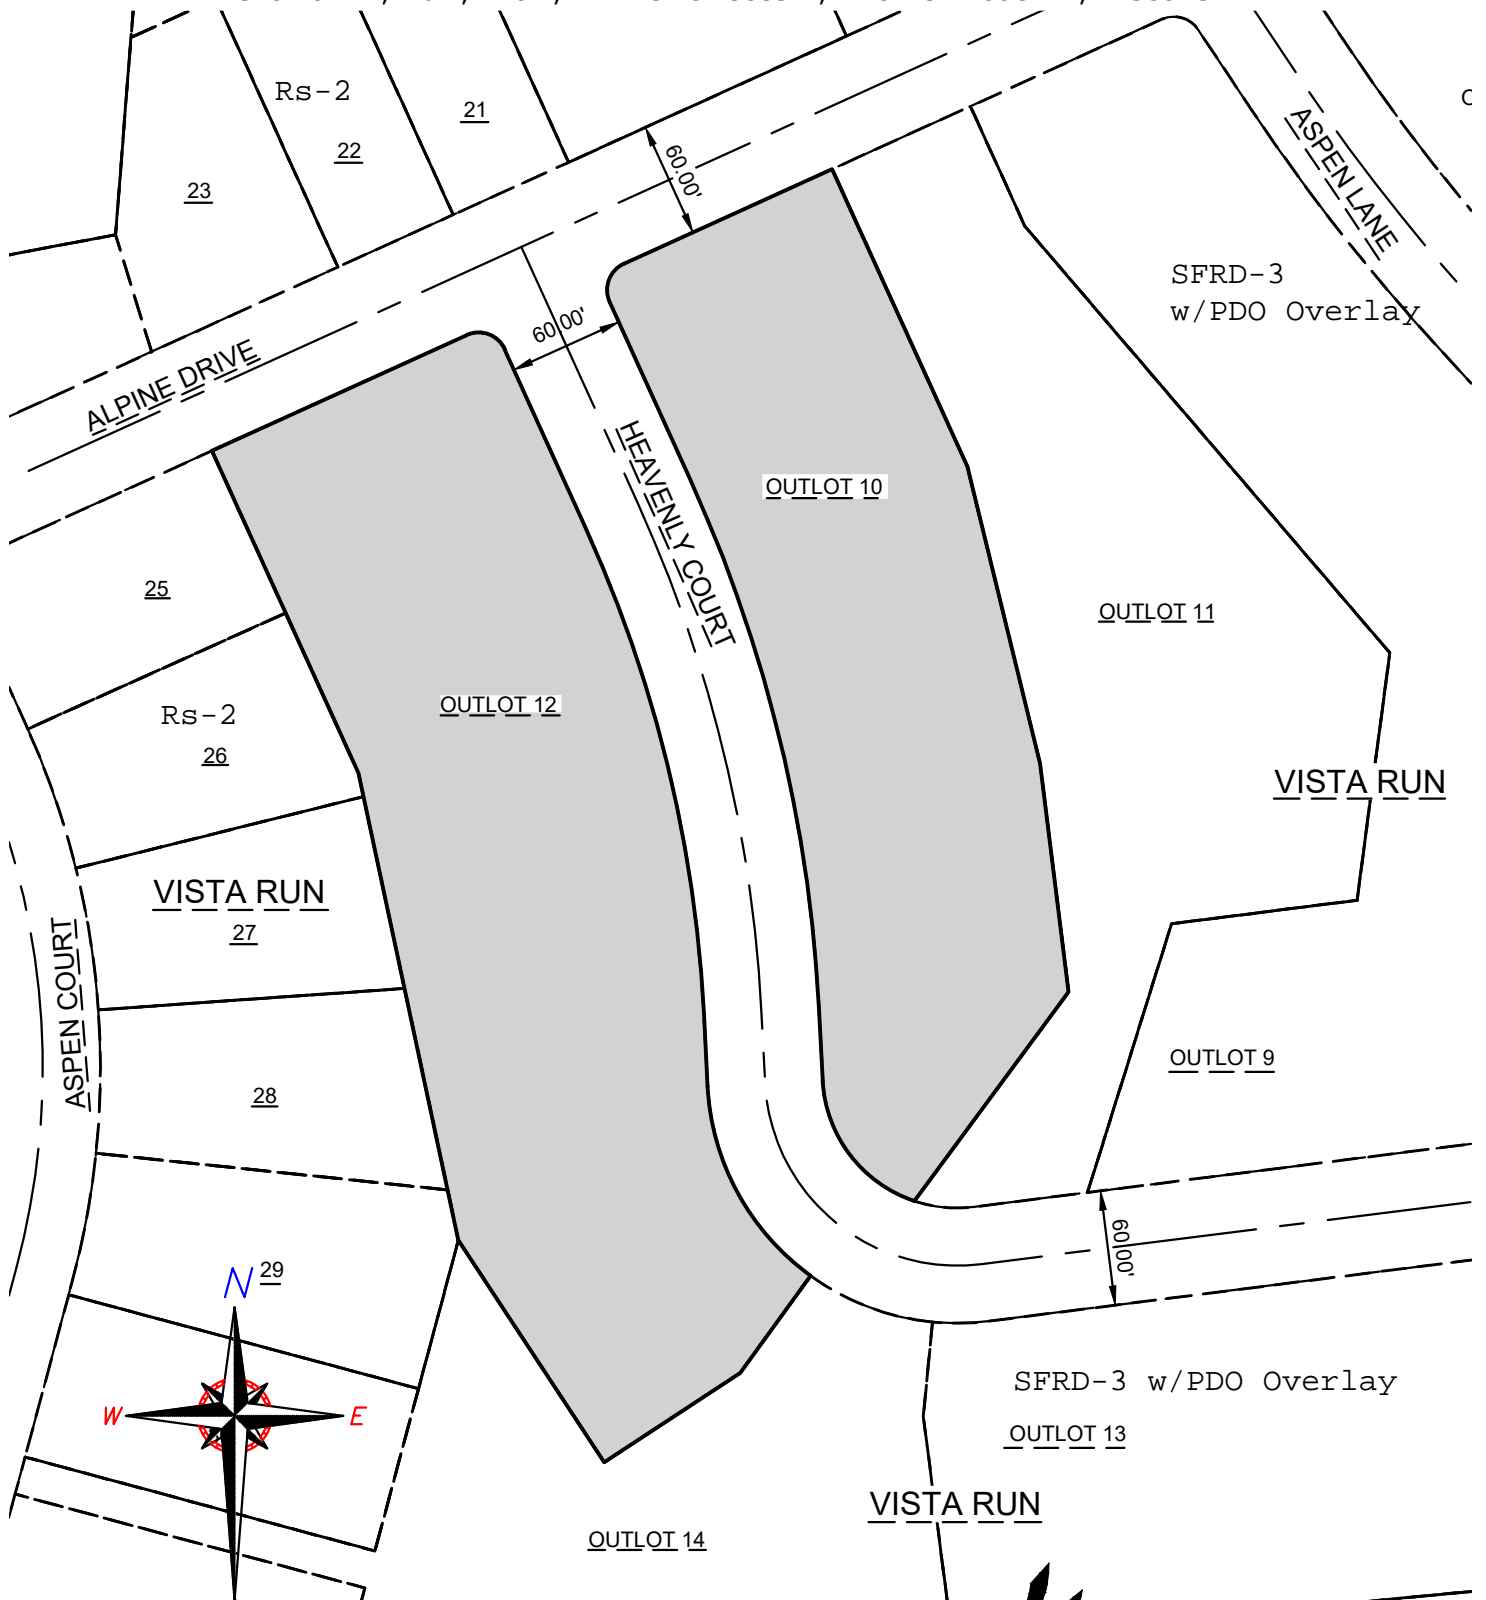 Rs-2
21
22
23
60.00'
ASPEN LANE
SFRD-3
w/PDO Overlay
60.00'
ALPINE DRIVE
HEAVENLY COURT
OUTLOT 10
25
OUTLOT 11
OUTLOT 12
Rs-2
26
VISTA RUN
VISTA RUN
27
ASPEN COURT
OUTLOT 9
28
60.00'
29
N
W
E
SFRD-3 w/PDO Overlay
OUTLOT 13
VISTA RUN
OUTLOT 14